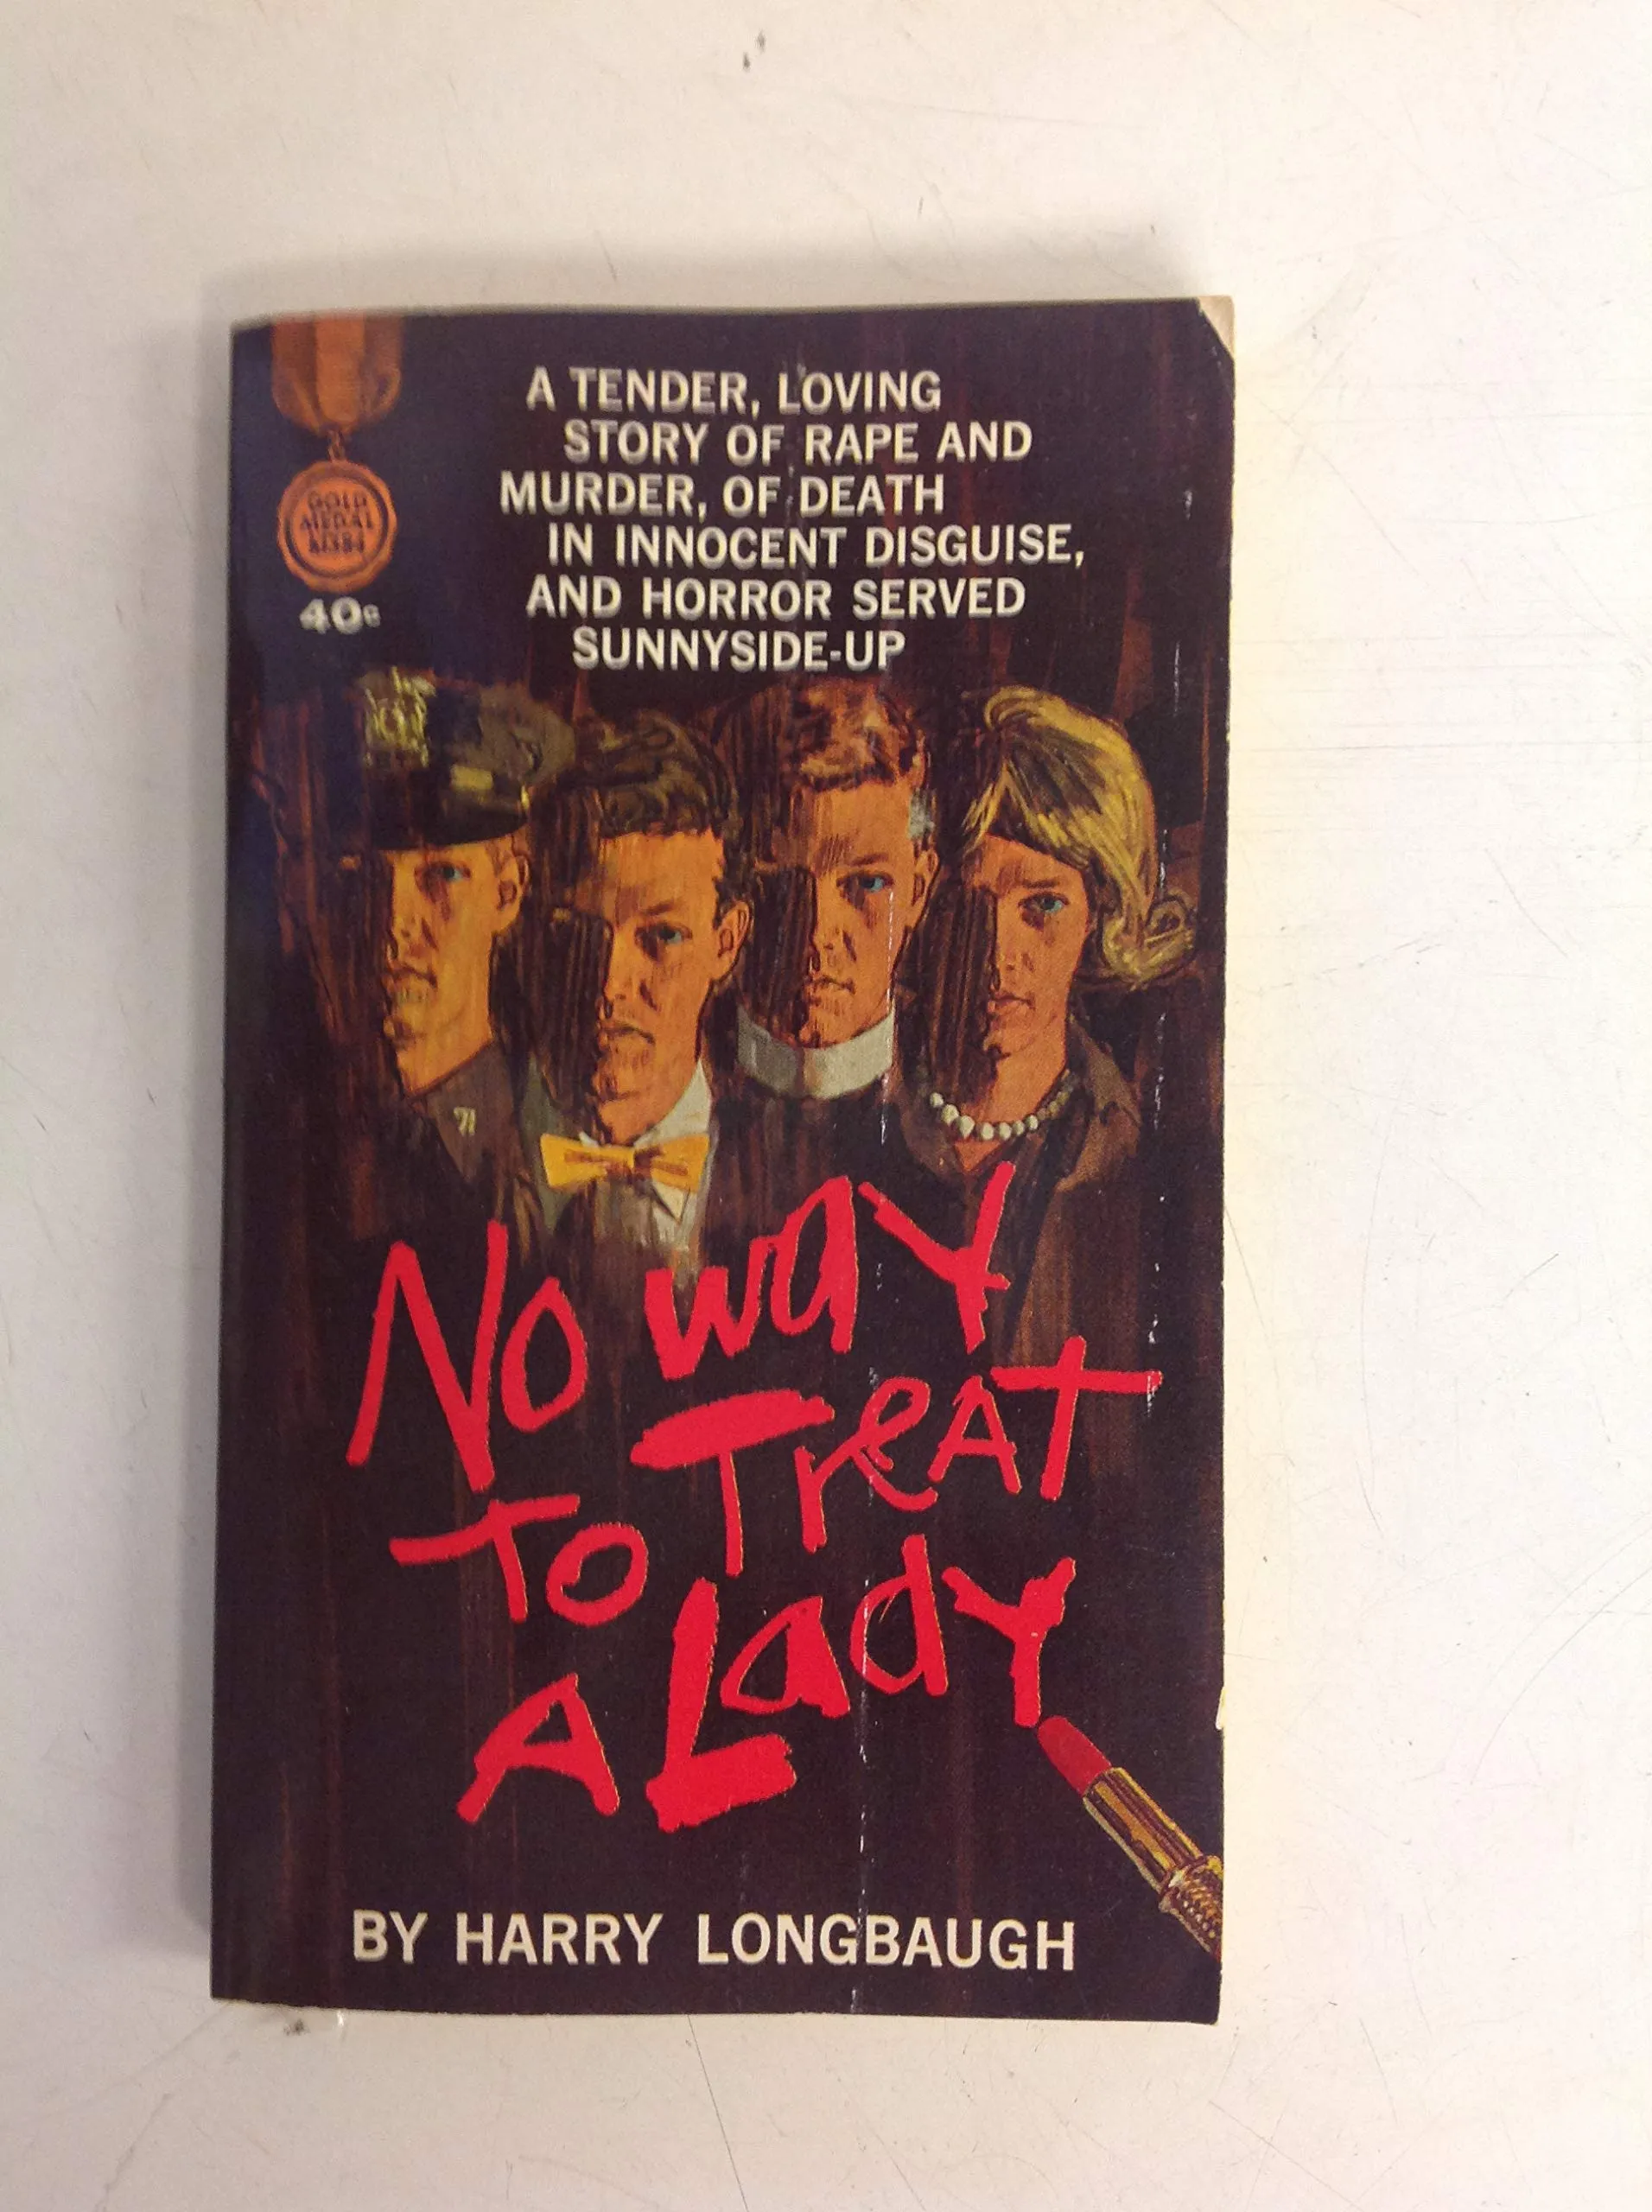 A TENDER, LOVING
STORY OF RAPE AND
MURDER, OF DEATH
IN INNOCENT DISGUISE,
AND HORROR SERVED
SUNNYSIDE-UP
GOLD
MEDAL
40¢
71
No way
To Treat
A Lady
BY HARRY LONGBAUGH